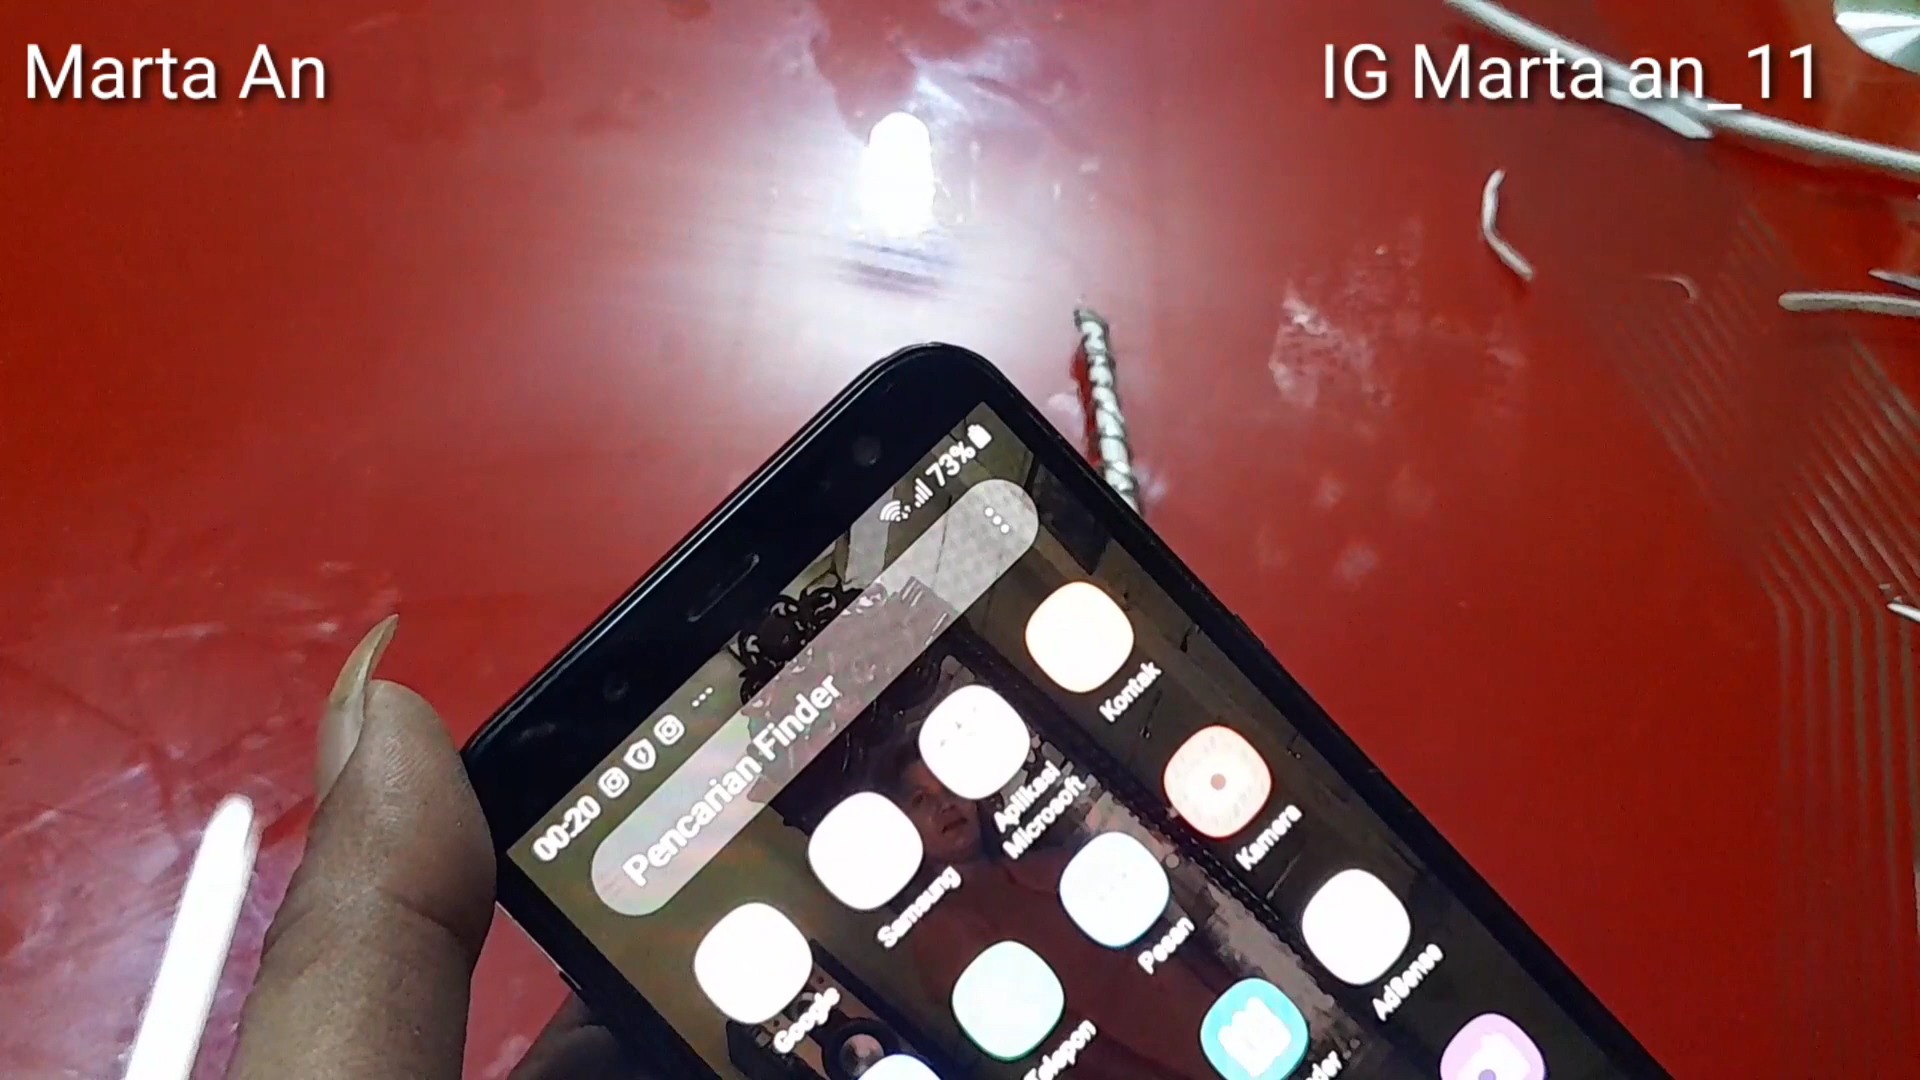 Marta An
IG Marta an_11
00:20
73%
Pencarian Finder
Google
Samsung
Aplikasi
Microsoft
Kontak
Telepon
Pesan
Kamera
AdSense